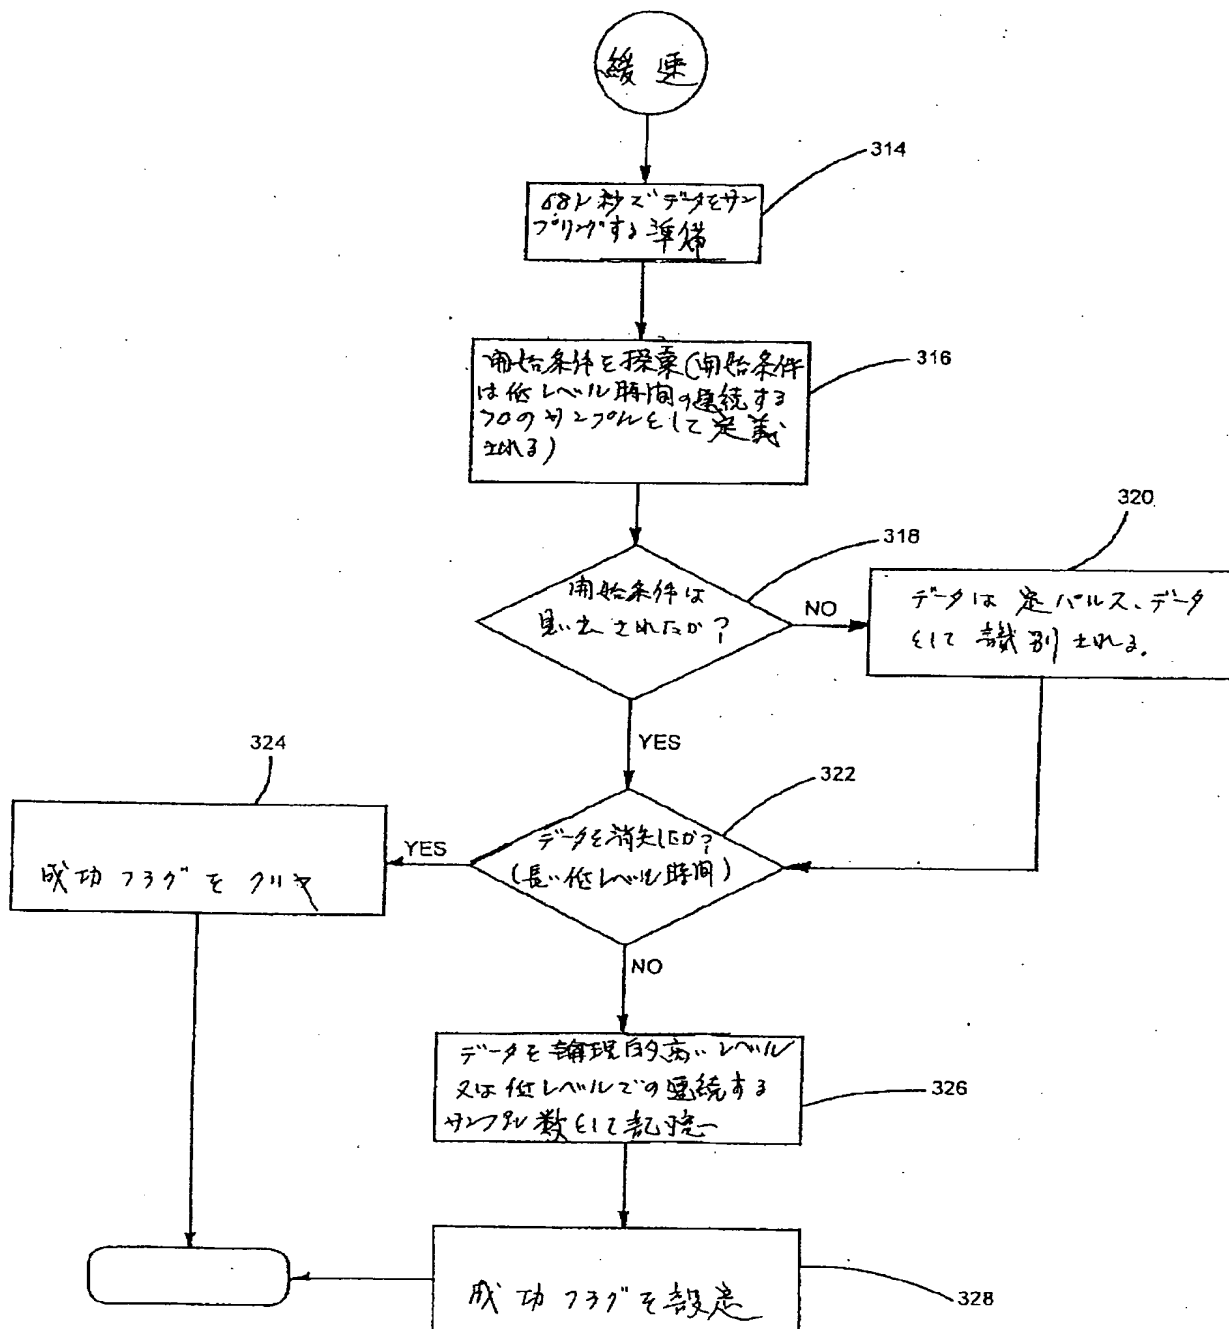 緩速
314
68μ秒でデータをサン
プリングする準備
316
開始条件を探索(開始条件
は低レベル時間の連続する
サンプルとして定義
される)
318
開始条件は
見い出されたか?
NO
320
データは定パルス、データ
として識別される。
YES
322
データを消失したか?
(長い低レベル時間)
YES
324
成功フラグをクリヤ
NO
326
データを論理的高いレベル
又は低レベルでの連続する
サンプル数として記憶
328
成功フラグを設定